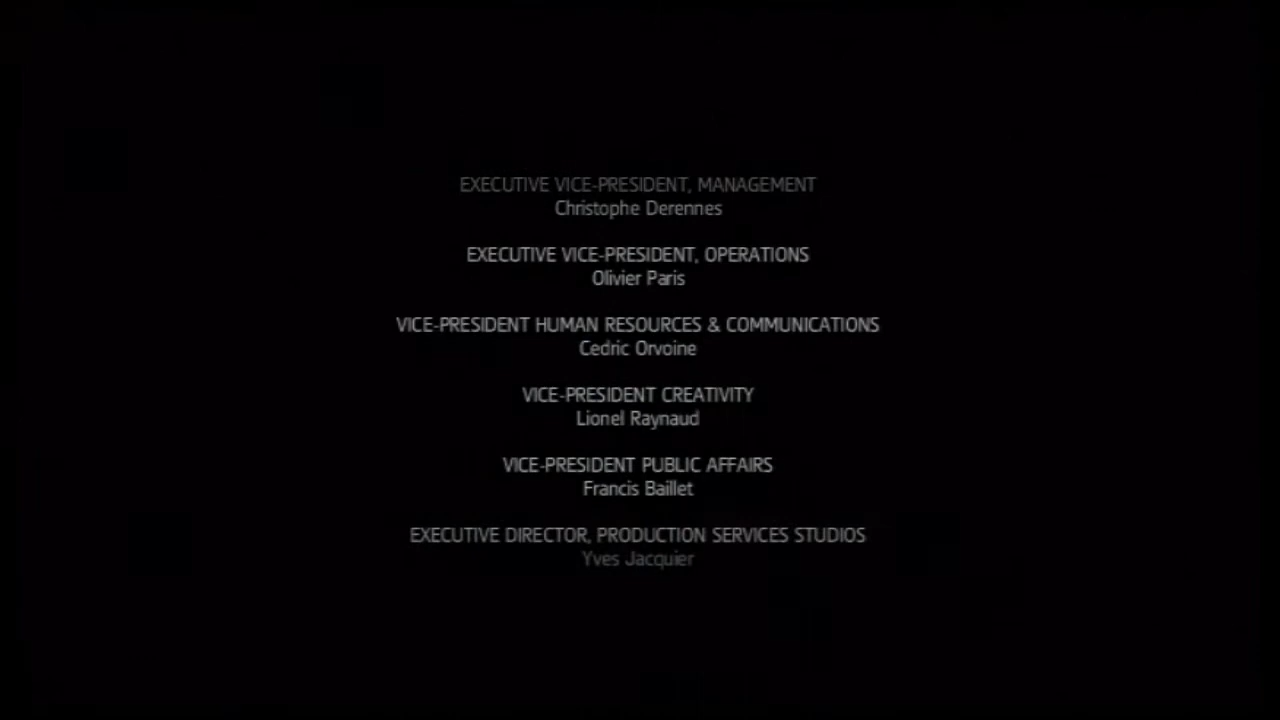 EXECUTIVE VICE-PRESIDENT, MANAGEMENT
Christophe Derennes
EXECUTIVE VICE-PRESIDENT, OPERATIONS
Olivier Paris
VICE-PRESIDENT HUMAN RESOURCES & COMMUNICATIONS
Cedric Orvoine
VICE-PRESIDENT CREATIVITY
Lionel Raynaud
VICE-PRESIDENT PUBLIC AFFAIRS
Francis Baillet
EXECUTIVE DIRECTOR, PRODUCTION SERVICES STUDIOS
Yves Jacquier